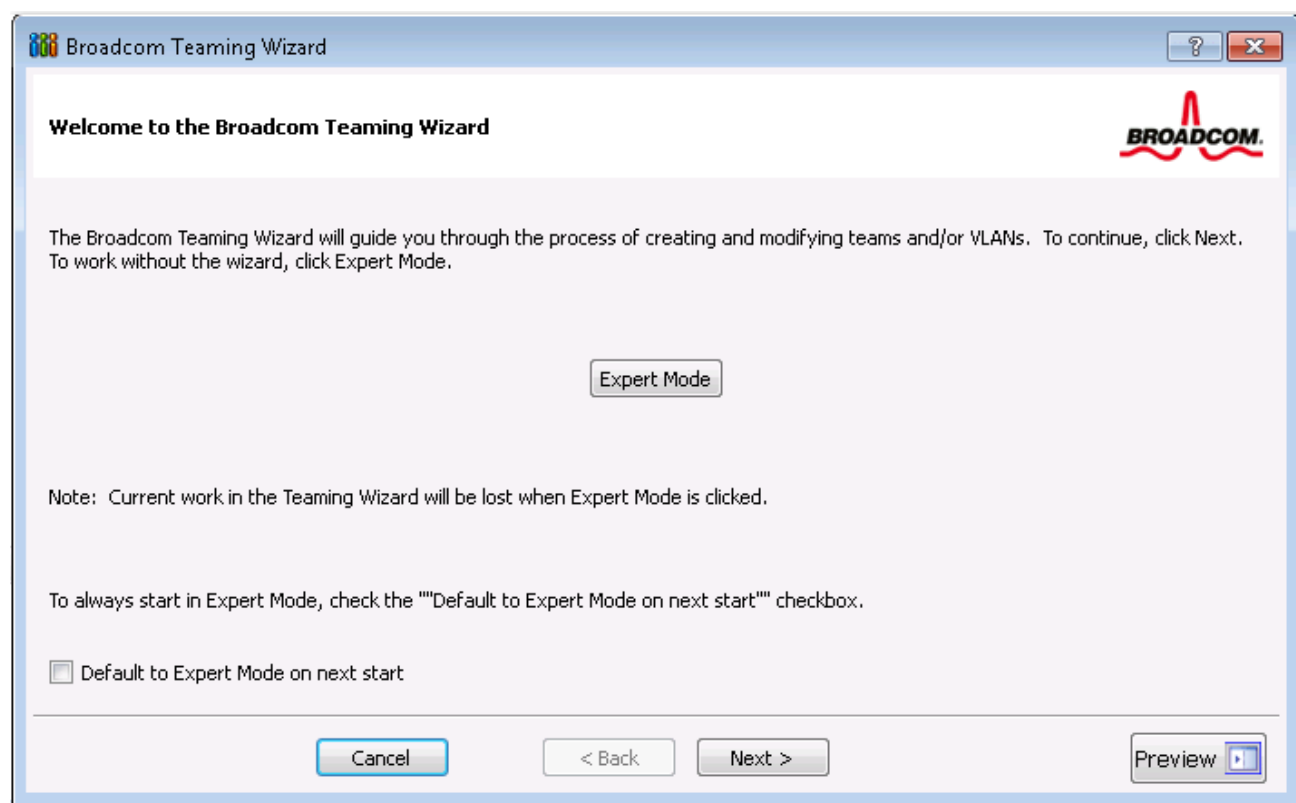 Broadcom Teaming Wizard
Welcome to the Broadcom Teaming Wizard
BROADCOM.
The Broadcom Teaming Wizard will guide you through the process of creating and modifying teams and/or VLANs.  To continue, click Next.
To work without the wizard, click Expert Mode.
Expert Mode
Note:  Current work in the Teaming Wizard will be lost when Expert Mode is clicked.
To always start in Expert Mode, check the ""Default to Expert Mode on next start"" checkbox.
Default to Expert Mode on next start
Cancel
< Back
Next >
Preview